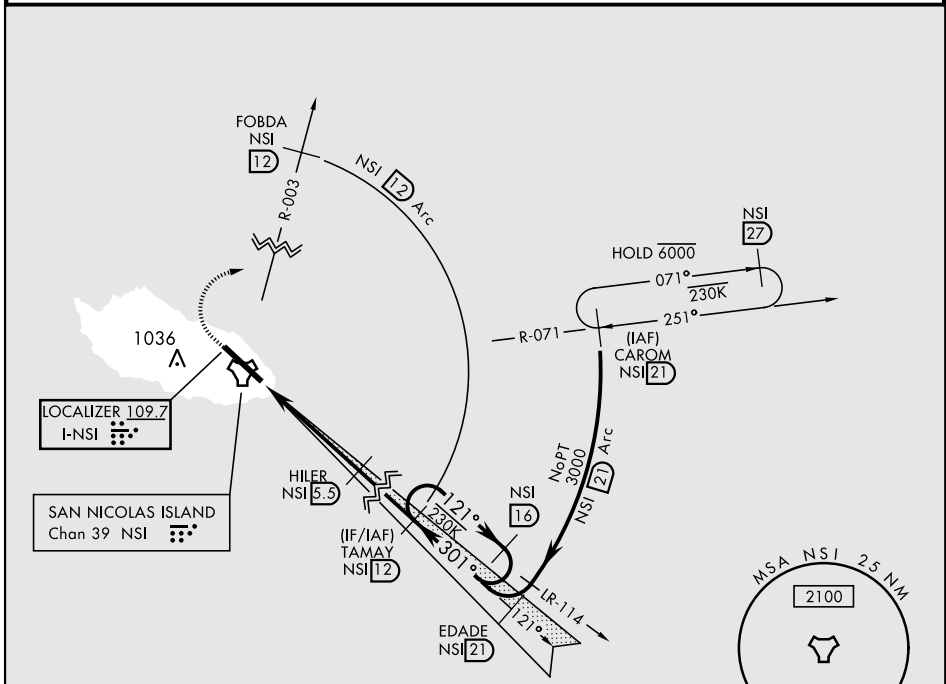 FOBDA
NSI
12
R-003
NSI 12 Arc
NSI
27
HOLD 6000
071°
230K
251°
R-071
(IAF)
CAROM
NSI 21
1036
LOCALIZER 109.7
I-NSI
SAN NICOLAS ISLAND
Chan 39 NSI
HILER
NSI 5.5
NoPT
3000
NSI 21 Arc
NSI
16
121°
230K
301°
(IF/IAF)
TAMAY
NSI 12
LR-114
121°
EDADE
NSI 21
MSA NSI 25 NM
2100